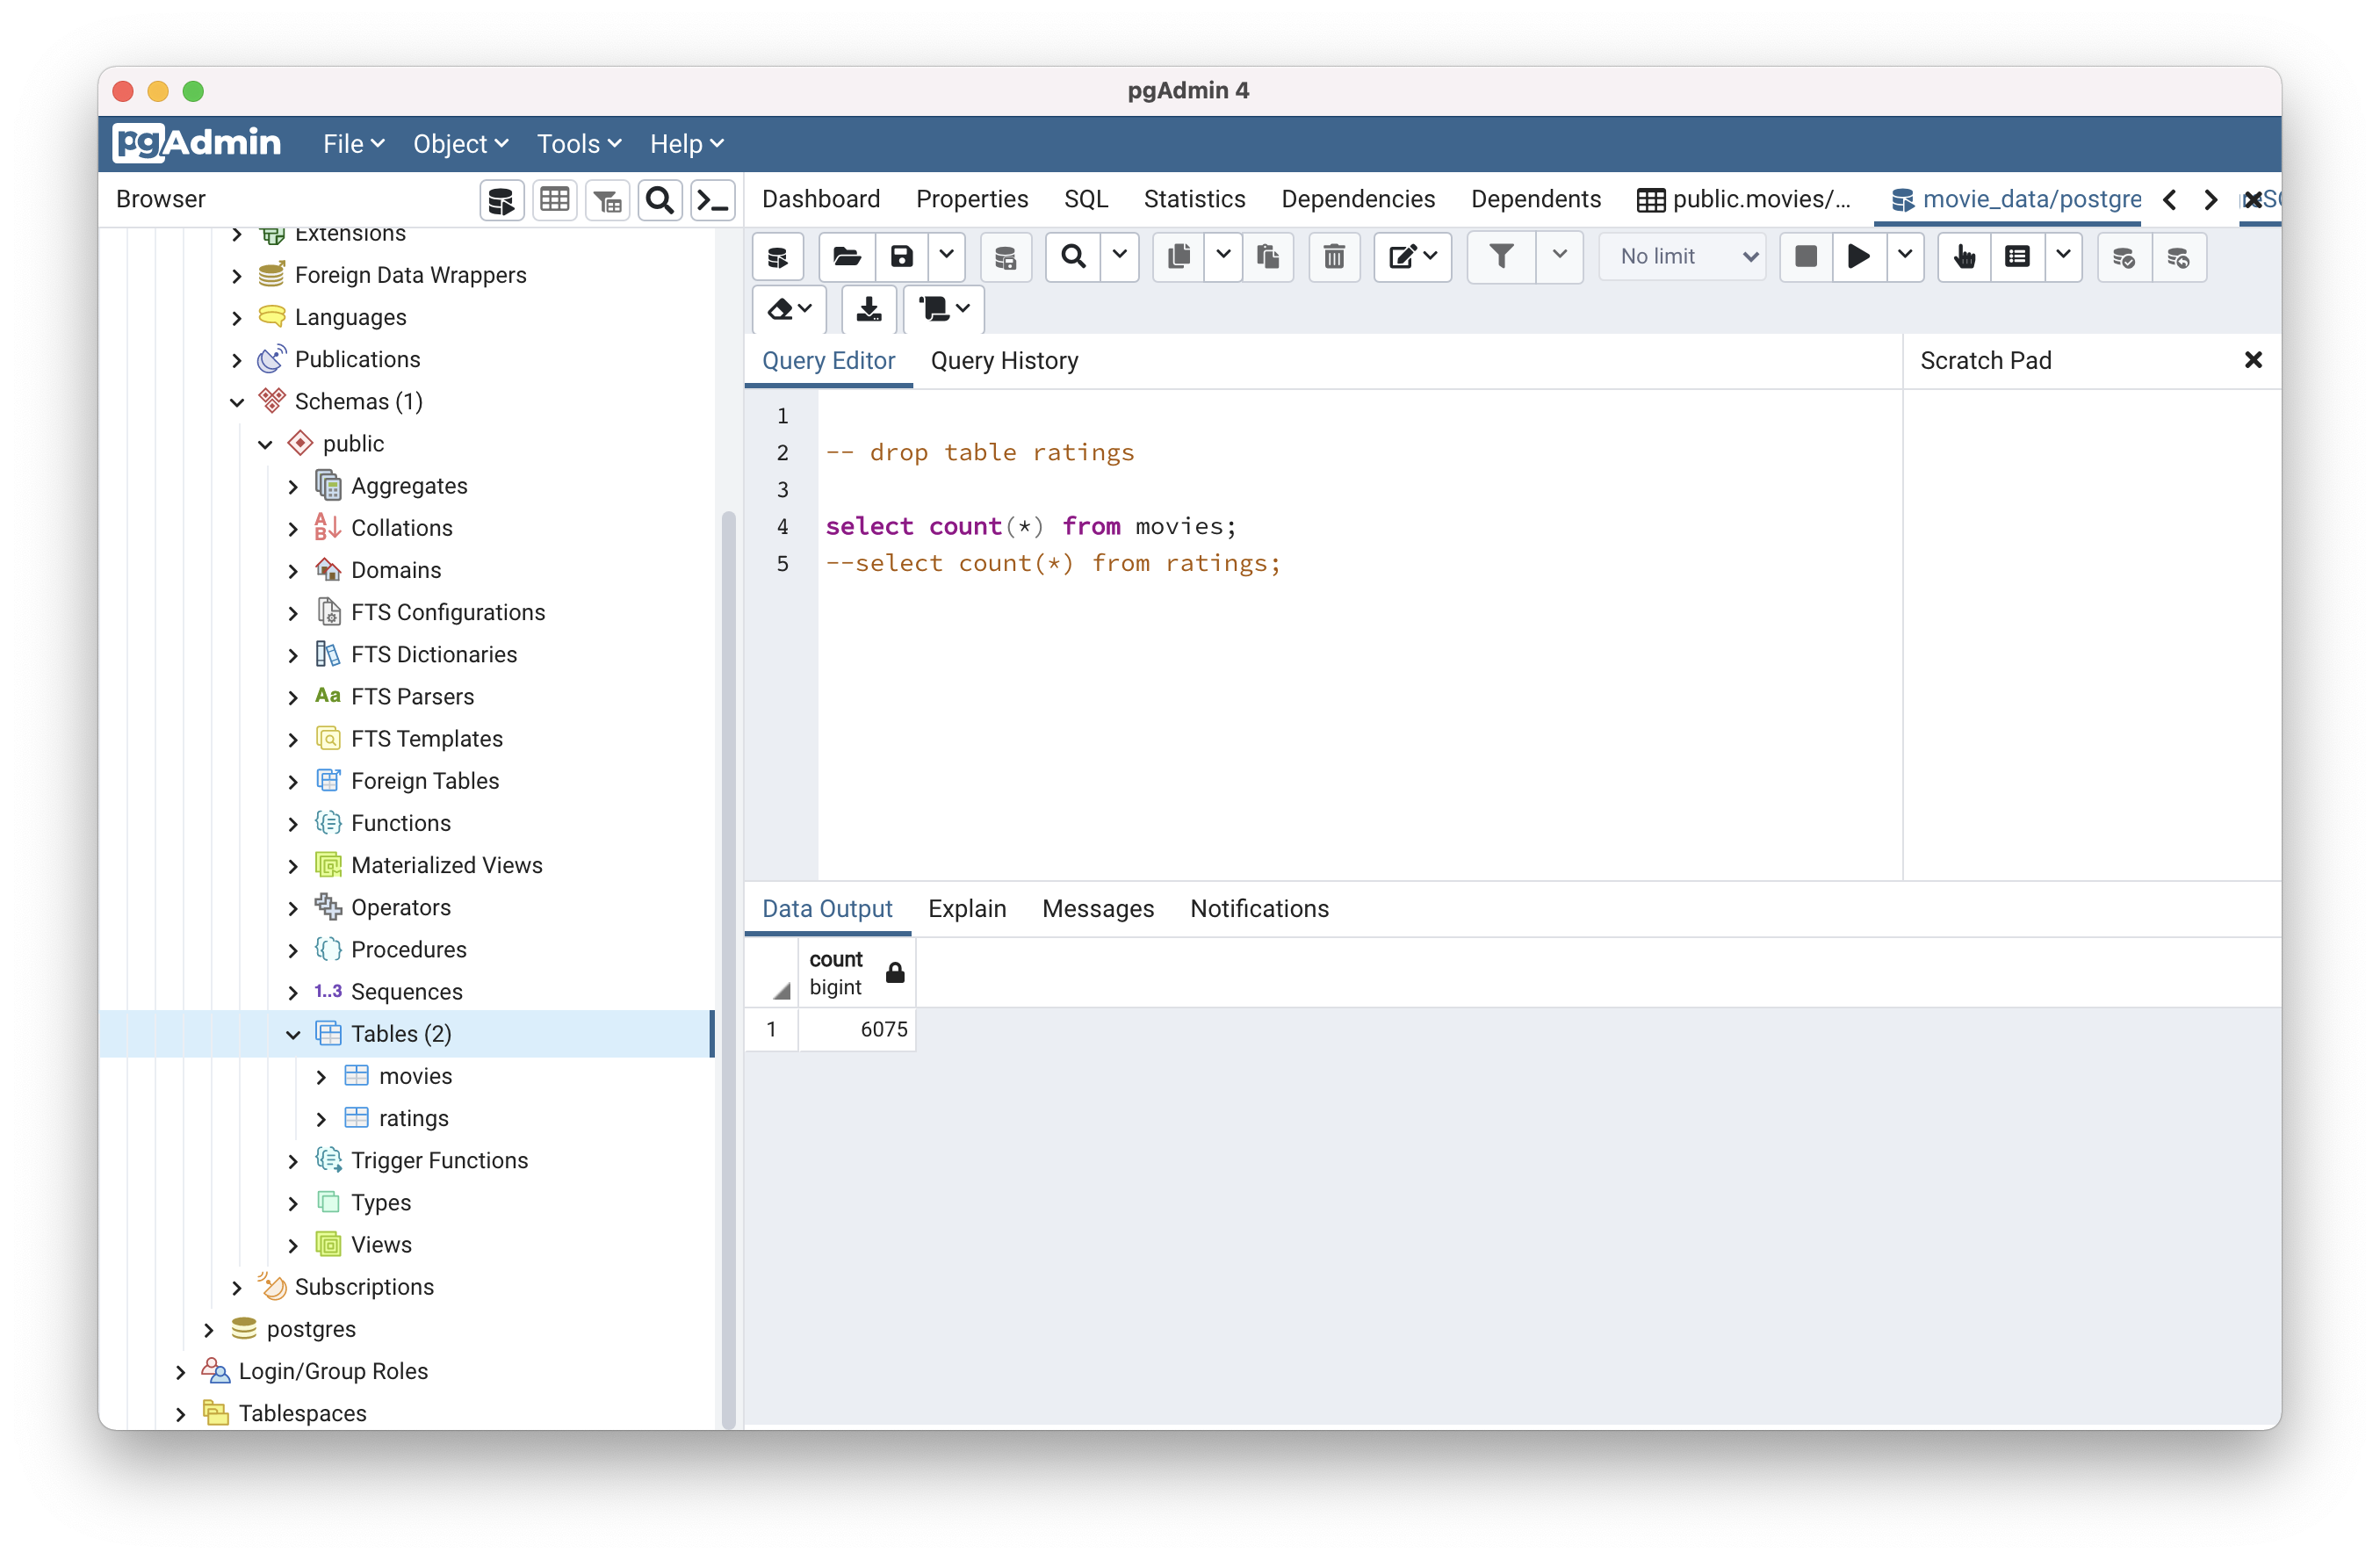 pgAdmin 4
pgAdmin File Object Tools Help
Browser
Dashboard Properties SQL Statistics Dependencies Dependents public.movies/... movie_data/postgre
Extensions
Foreign Data Wrappers
Languages
Publications
Schemas (1)
public
Aggregates
Collations
Domains
FTS Configurations
FTS Dictionaries
Aa FTS Parsers
FTS Templates
Foreign Tables
Functions
Materialized Views
Operators
Procedures
1..3 Sequences
Tables (2)
movies
ratings
Trigger Functions
Types
Views
Subscriptions
postgres
Login/Group Roles
Tablespaces
No limit
Query Editor Query History
Scratch Pad
1
2 -- drop table ratings
3
4 select count(*) from movies;
5 --select count(*) from ratings;
Data Output Explain Messages Notifications
count
bigint
1 6075